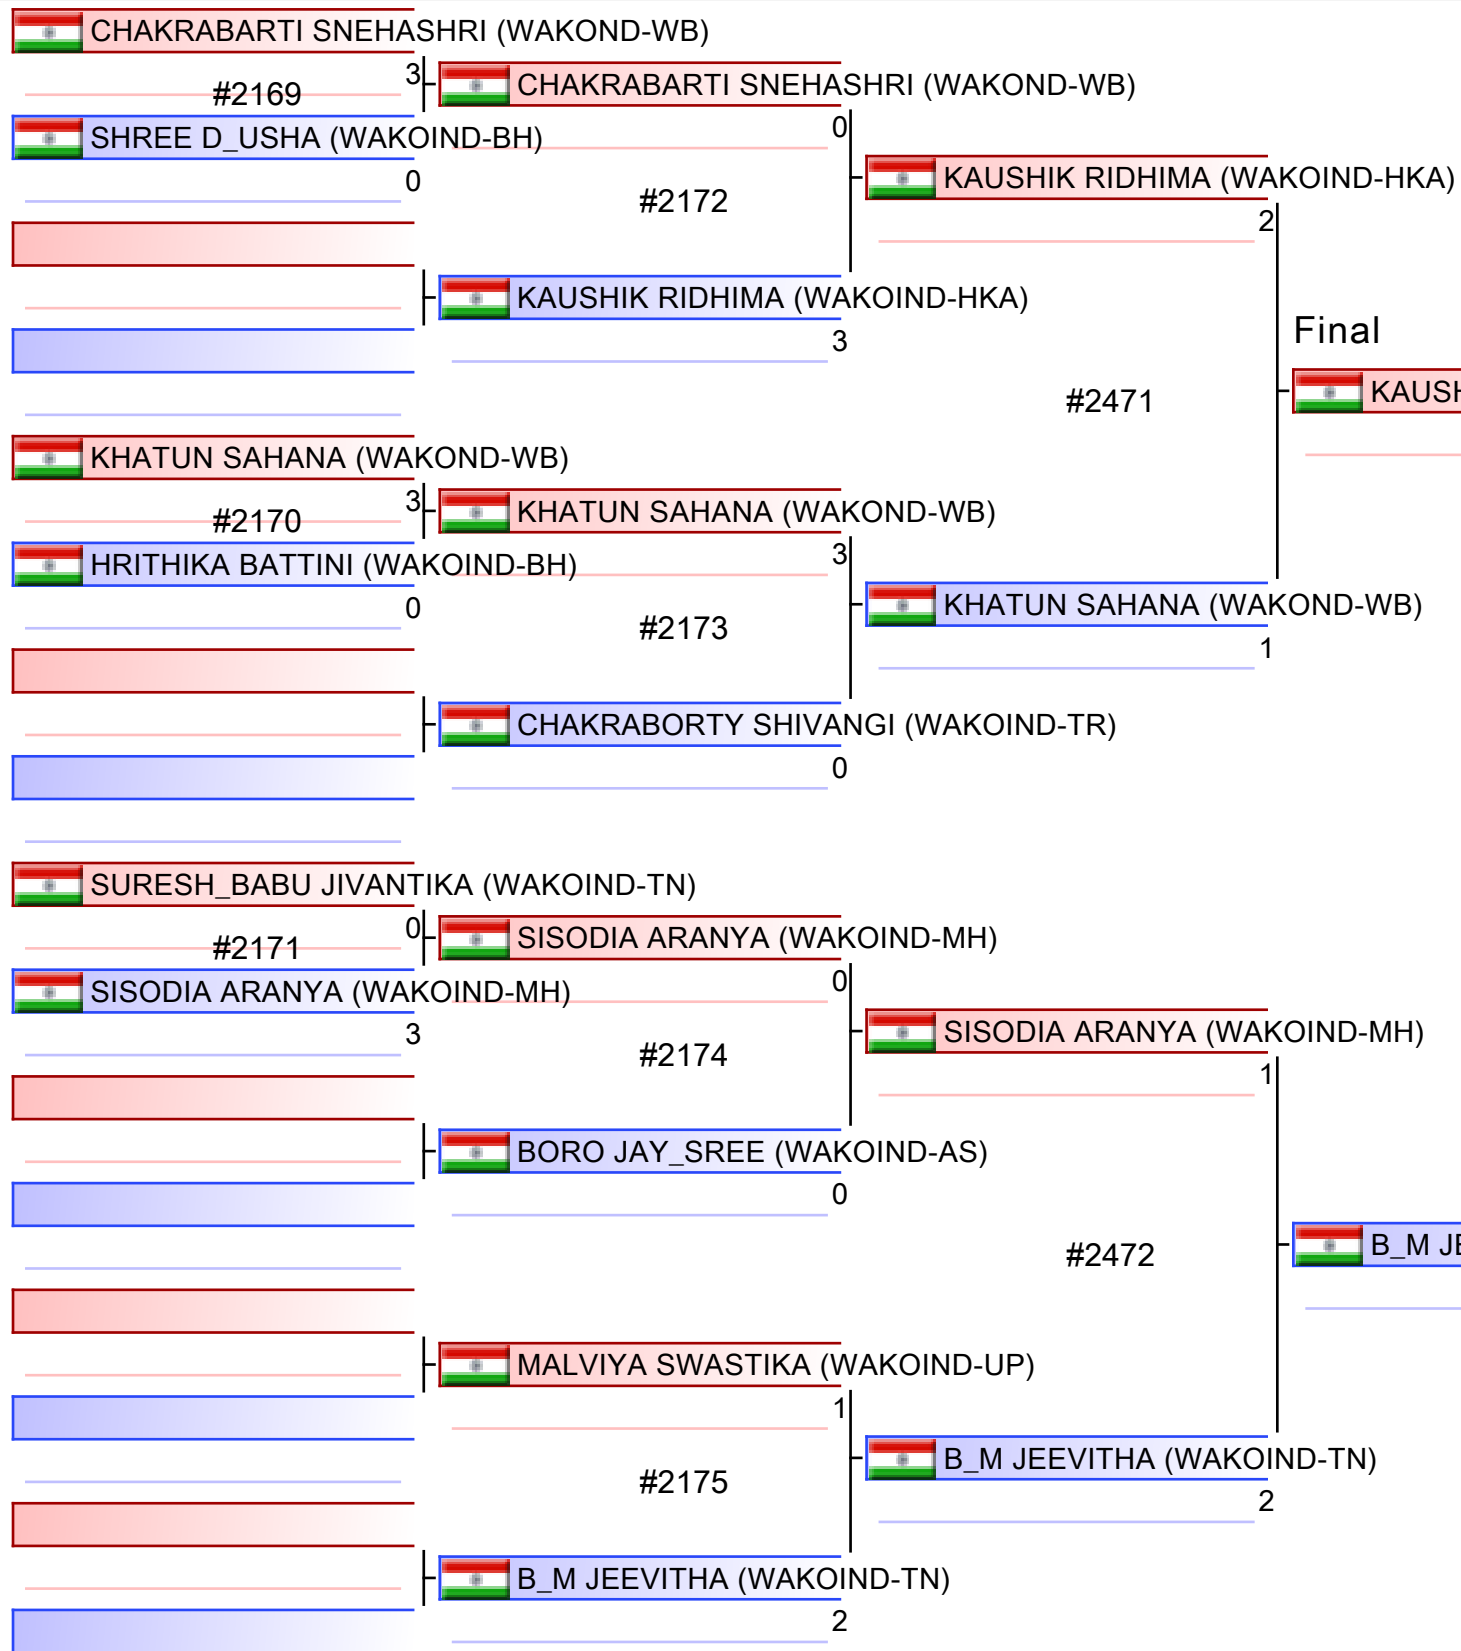 CHAKRABARTI SNEHASHRI (WAKOND-WB)
3
#2169
CHAKRABARTI SNEHASHRI (WAKOND-WB)
SHREE D_USHA (WAKOIND-BH)
0
0
#2172
KAUSHIK RIDHIMA (WAKOIND-HKA)
2
KAUSHIK RIDHIMA (WAKOIND-HKA)
3
Final
#2471
KAUSH
KHATUN SAHANA (WAKOND-WB)
3
#2170
KHATUN SAHANA (WAKOND-WB)
HRITHIKA BATTINI (WAKOIND-BH)
3
0
#2173
KHATUN SAHANA (WAKOND-WB)
1
CHAKRABORTY SHIVANGI (WAKOIND-TR)
0
SURESH_BABU JIVANTIKA (WAKOIND-TN)
0
#2171
SISODIA ARANYA (WAKOIND-MH)
SISODIA ARANYA (WAKOIND-MH)
0
3
#2174
SISODIA ARANYA (WAKOIND-MH)
1
BORO JAY_SREE (WAKOIND-AS)
0
#2472
B_M JE
MALVIYA SWASTIKA (WAKOIND-UP)
1
#2175
B_M JEEVITHA (WAKOIND-TN)
2
B_M JEEVITHA (WAKOIND-TN)
2